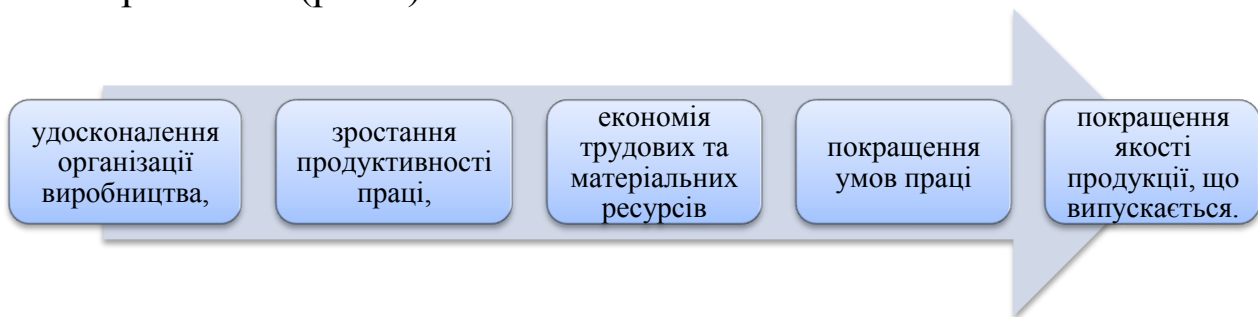 удосконалення
організації
виробництва,
зростання
продуктивності
праці,
економія
трудових та
матеріальних
ресурсів
покращення
умов праці
покращення
якості
продукції, що
випускається.